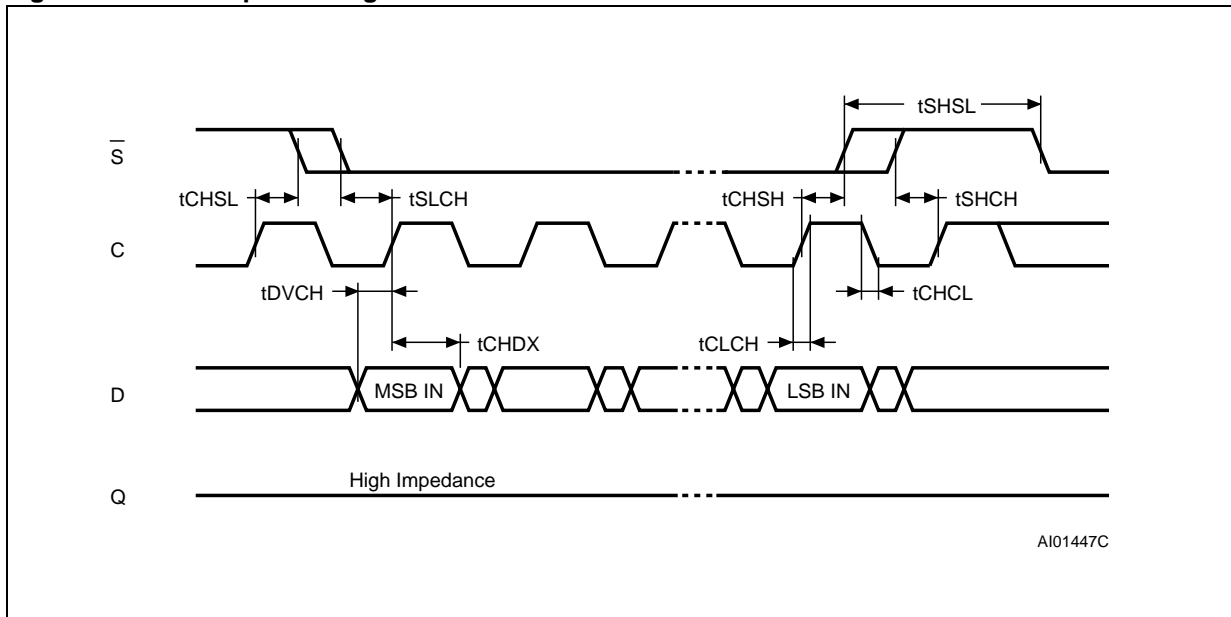 tSHSL
S
tCHSL
tSLCH
tCHSH
tSHCH
C
tDVCH
tCHCL
tCHDX
tCLCH
D
MSB IN
LSB IN
High Impedance
Q
AI01447C